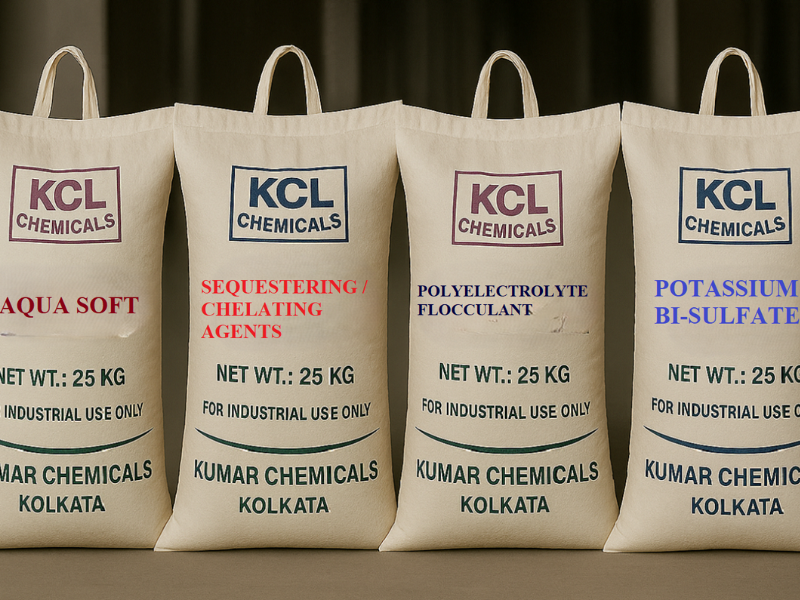 KCL
CHEMICALS
AQUA SOFT
NET WT.: 25 KG
INDUSTRIAL USE ONLY
MAR CHEMICALS
KOLKATA
KCL
CHEMICALS
SEQUESTERING /
CHELATING
AGENTS
NET WT.: 25 KG
FOR INDUSTRIAL USE ONLY
KUMAR CHEMICALS
KOLKATA
KCL
CHEMICALS
POLYELECTROLYTE
FLOCCULANT
NET WT.: 25 KG
FOR INDUSTRIAL USE ONLY
KUMAR CHEMICALS
KOLKATA
KCL
CHEMICALS
POTASSIUM
BI-SULFATE
NET WT.: 25 KG
FOR INDUSTRIAL USE O
KUMAR CHEMIC
KOLKATA